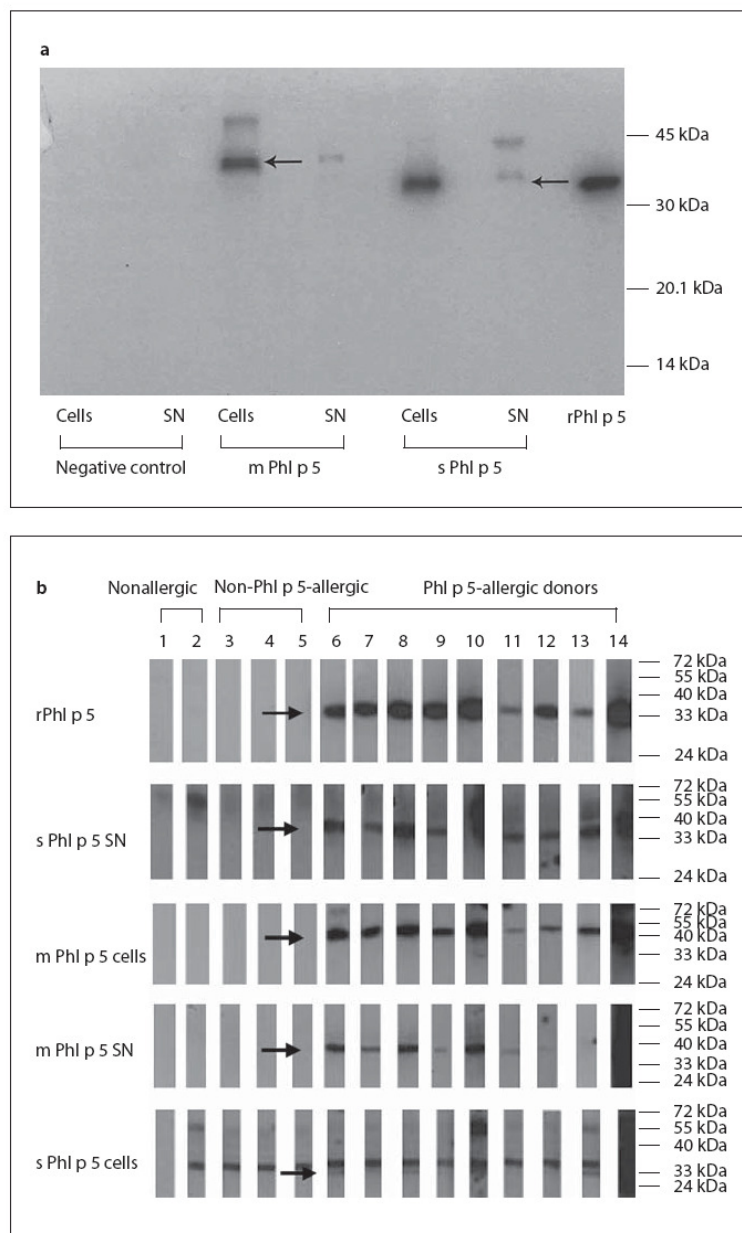 a
45 kDa
30 kDa
20.1 kDa
14 kDa
Cells SN Cells SN Cells SN rPhl p 5
Negative control m Phl p 5 s Phl p 5
b Nonallergic Non-Phl p 5-allergic Phl p 5-allergic donors
1 2 3 4 5 6 7 8 9 10 11 12 13 14
rPhl p 5
72 kDa
55 kDa
40 kDa
33 kDa
24 kDa
s Phl p 5 SN
72 kDa
55 kDa
40 kDa
33 kDa
24 kDa
m Phl p 5 cells
72 kDa
55 kDa
40 kDa
33 kDa
24 kDa
m Phl p 5 SN
72 kDa
55 kDa
40 kDa
33 kDa
24 kDa
s Phl p 5 cells
72 kDa
55 kDa
40 kDa
33 kDa
24 kDa